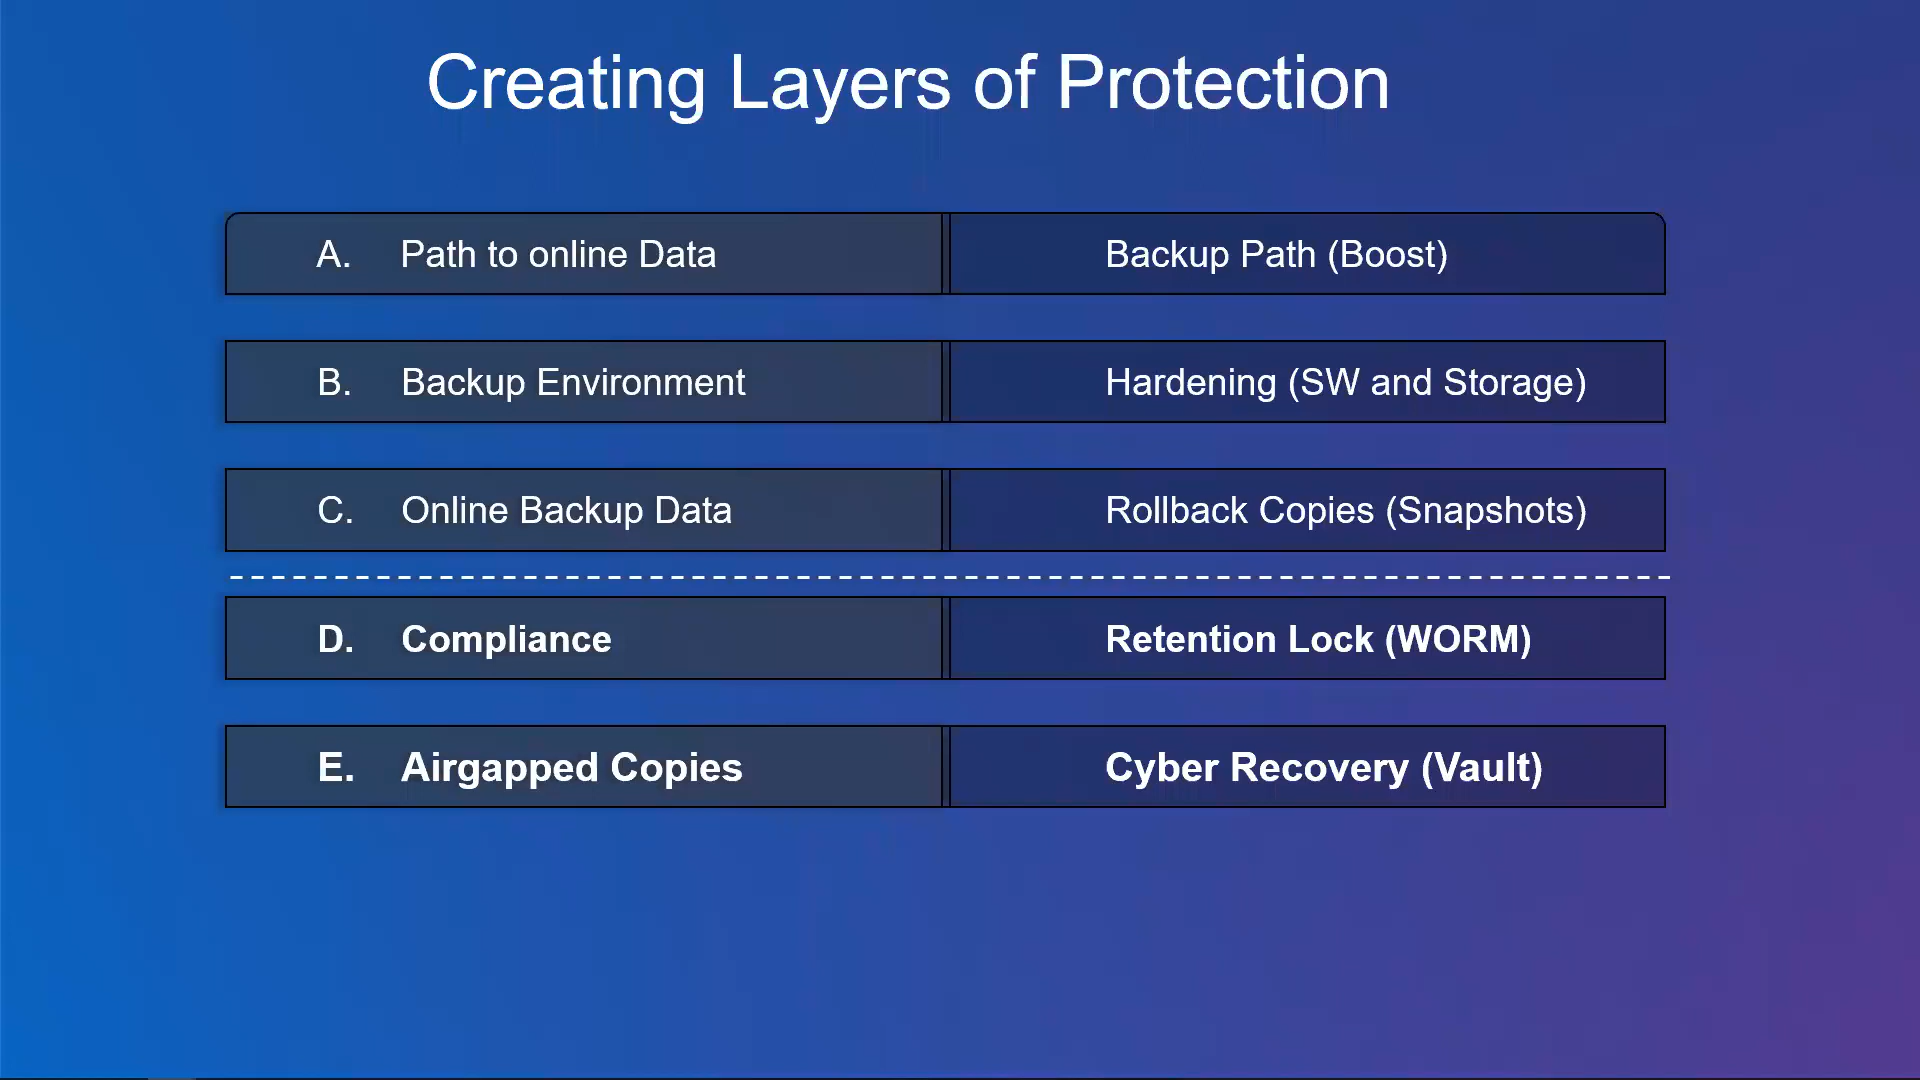 Creating Layers of Protection
A. Path to online Data Backup Path (Boost)
B. Backup Environment Hardening (SW and Storage)
C. Online Backup Data Rollback Copies (Snapshots)
D. Compliance Retention Lock (WORM)
E. Airgapped Copies Cyber Recovery (Vault)